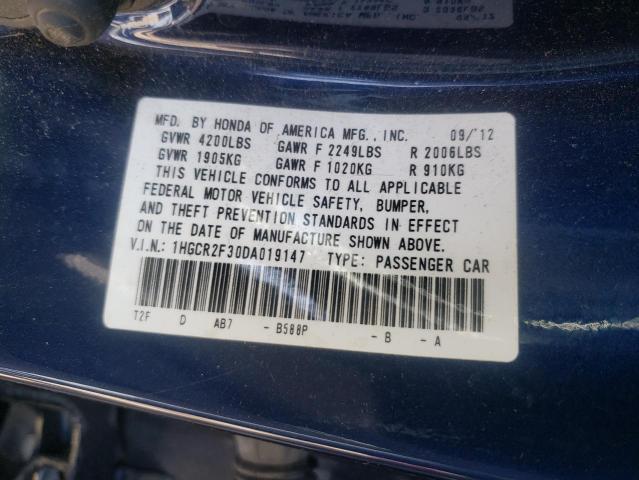 MFD. BY HONDA OF AMERICA MFG., INC. 09/12
GVWR 4200LBS GAWR F 2249LBS R 2006LBS
GVWR 1905KG GAWR F 1020KG R 910KG
THIS VEHICLE CONFORMS TO ALL APPLICABLE
FEDERAL MOTOR VEHICLE SAFETY, BUMPER,
AND THEFT PREVENTION STANDARDS IN EFFECT
ON THE DATE OF MANUFACTURE SHOWN ABOVE.
V.I.N.: 1HGCR2F30DA019147 TYPE: PASSENGER CAR
T2F D AB7 - B588P - B - A